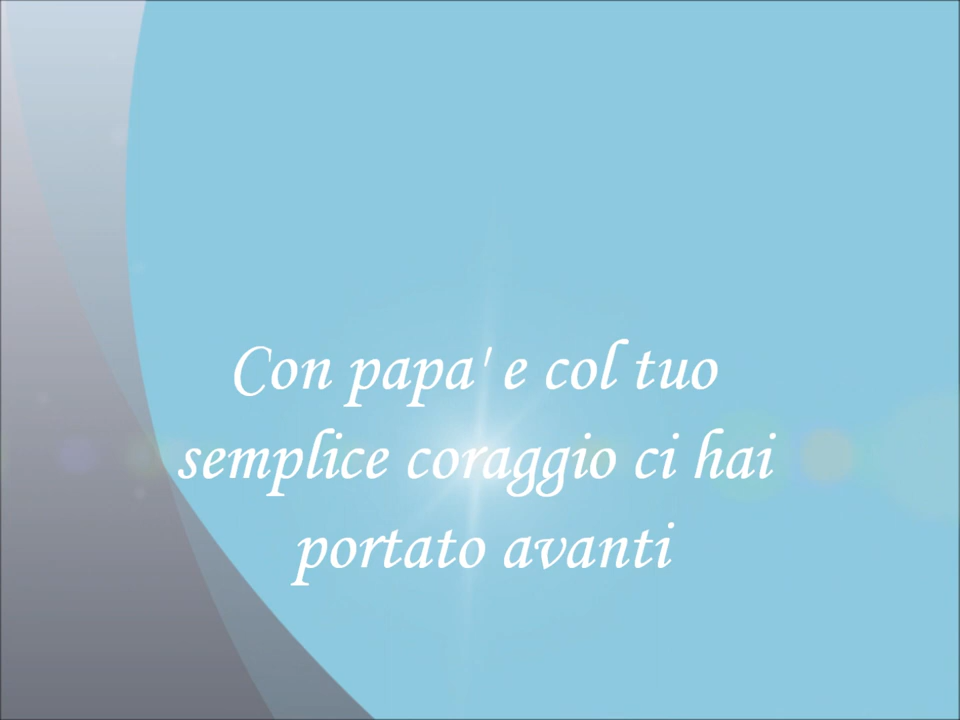 Con papa' e col tuo
semplice coraggio ci hai
portato avanti